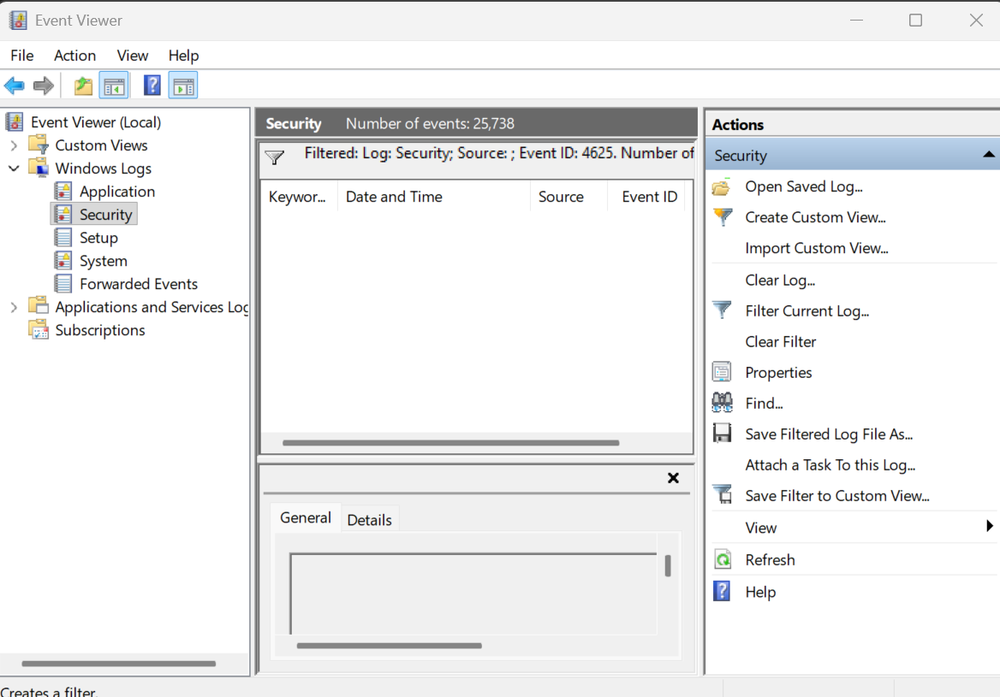 Event Viewer
File Action View Help
Event Viewer (Local)
Custom Views
Windows Logs
Application
Security
Setup
System
Forwarded Events
Applications and Services Log
Subscriptions
Security Number of events: 25,738
Filtered: Log: Security; Source: ; Event ID: 4625. Number of
Keywor... Date and Time Source Event ID
General Details
Actions
Security
Open Saved Log...
Create Custom View...
Import Custom View...
Clear Log...
Filter Current Log...
Clear Filter
Properties
Find...
Save Filtered Log File As...
Attach a Task To this Log...
Save Filter to Custom View...
View
Refresh
Help
Creates a filter.